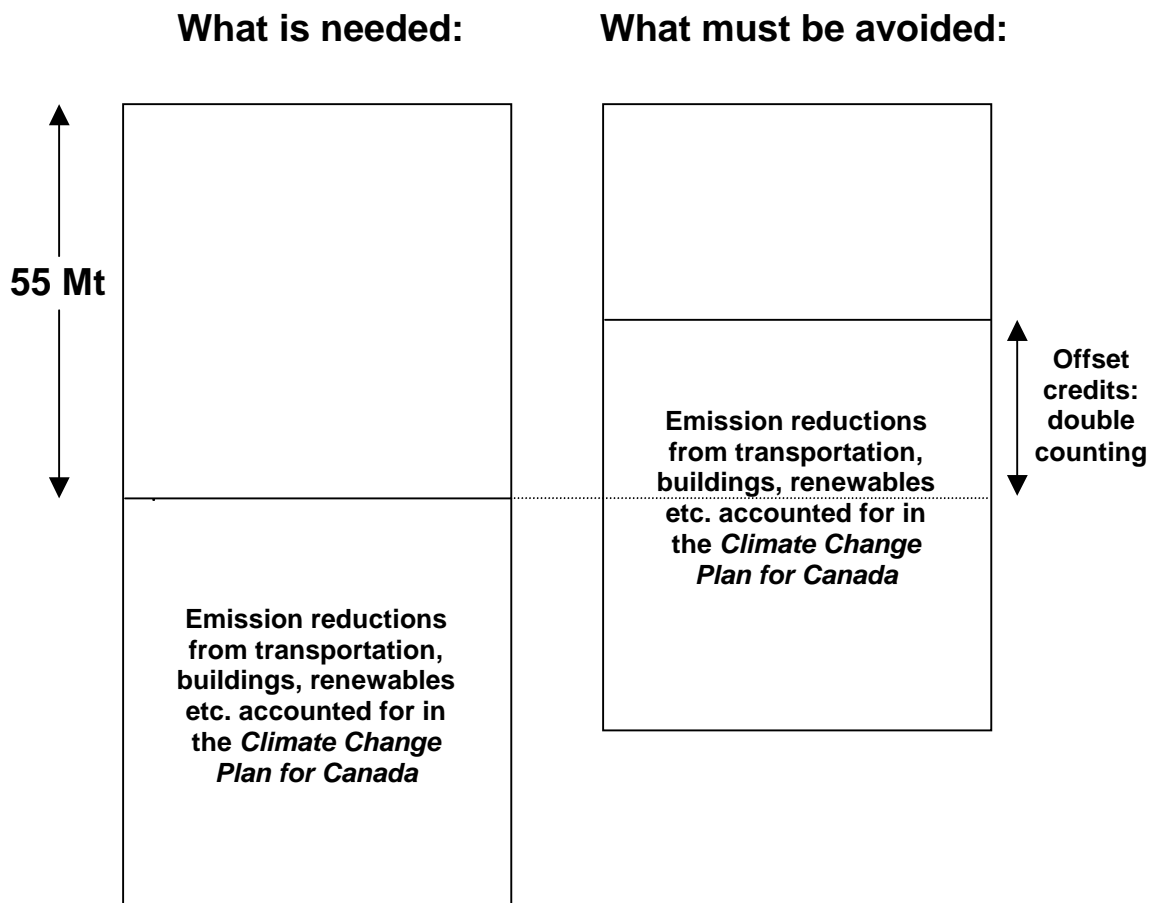 What is needed:
What must be avoided:
55 Mt
Offset
credits:
double
counting
Emission reductions
from transportation,
buildings, renewables
etc. accounted for in
the Climate Change
Plan for Canada
Emission reductions
from transportation,
buildings, renewables
etc. accounted for in
the Climate Change
Plan for Canada